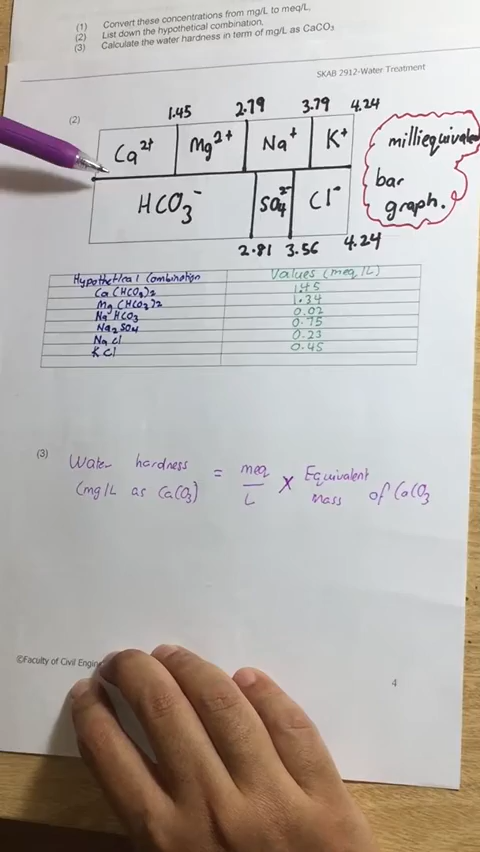 (1) Convert these concentrations from mg/L to meq/L,
(2) List down the hypothetical combination,
(3) Calculate the water hardness in term of mg/L as CaCO3
SKAB 2912-Water Treatment
(2)
1.45 2.79 3.79 4.24
Ca2+ Mg2+ Na+ K+
HCO3- SO42- Cl-
2.81 3.56 4.24
milliequivalent
bar
graph.
Hypothetical Combination Values (meq/L)
Ca(HCO3)2 1.45
Mg(HCO3)2 1.34
NaHCO3 0.02
Na2SO4 0.75
NaCl 0.23
KCl 0.45
(3) Water hardness = meq/L × Equivalent
(mg/L as CaCO3) Mass of CaCO3
©Faculty of Civil Engin
4